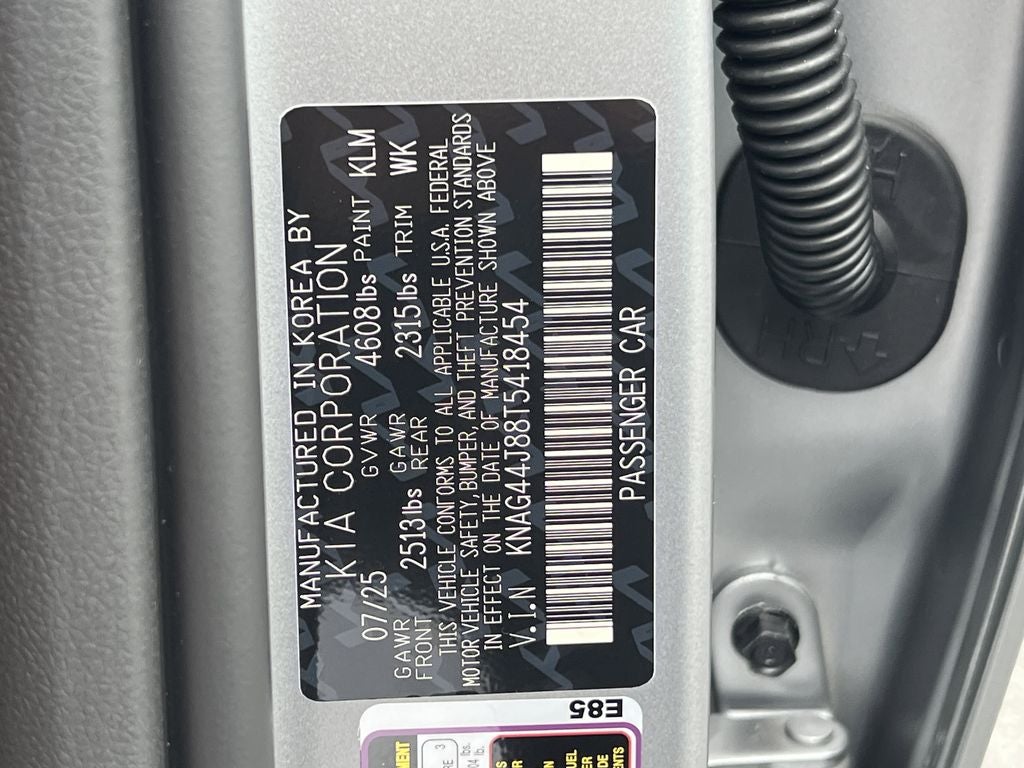 MANUFACTURED IN KOREA BY
KIA CORPORATION
07/25 GVWR 4608lbs PAINT KLM
GAWR FRONT 2513lbs GAWR REAR 2315lbs TRIM WK
THIS VEHICLE CONFORMS TO ALL APPLICABLE U.S.A. FEDERAL
MOTOR VEHICLE SAFETY, BUMPER, AND THEFT PREVENTION STANDARDS
IN EFFECT ON THE DATE OF MANUFACTURE SHOWN ABOVE
V.I.N KNAG44J88T5418454
PASSENGER CAR
E85
RH